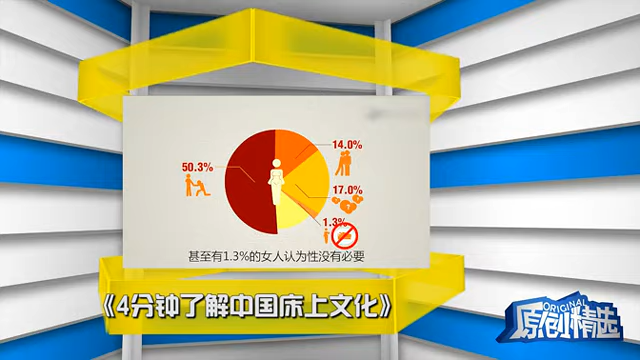 14.0%
50.3%
17.0%
1.3%
甚至有1.3%的女人认为性没有必要
《4分钟了解中国床上文化》
ORIGINAL
原创精选